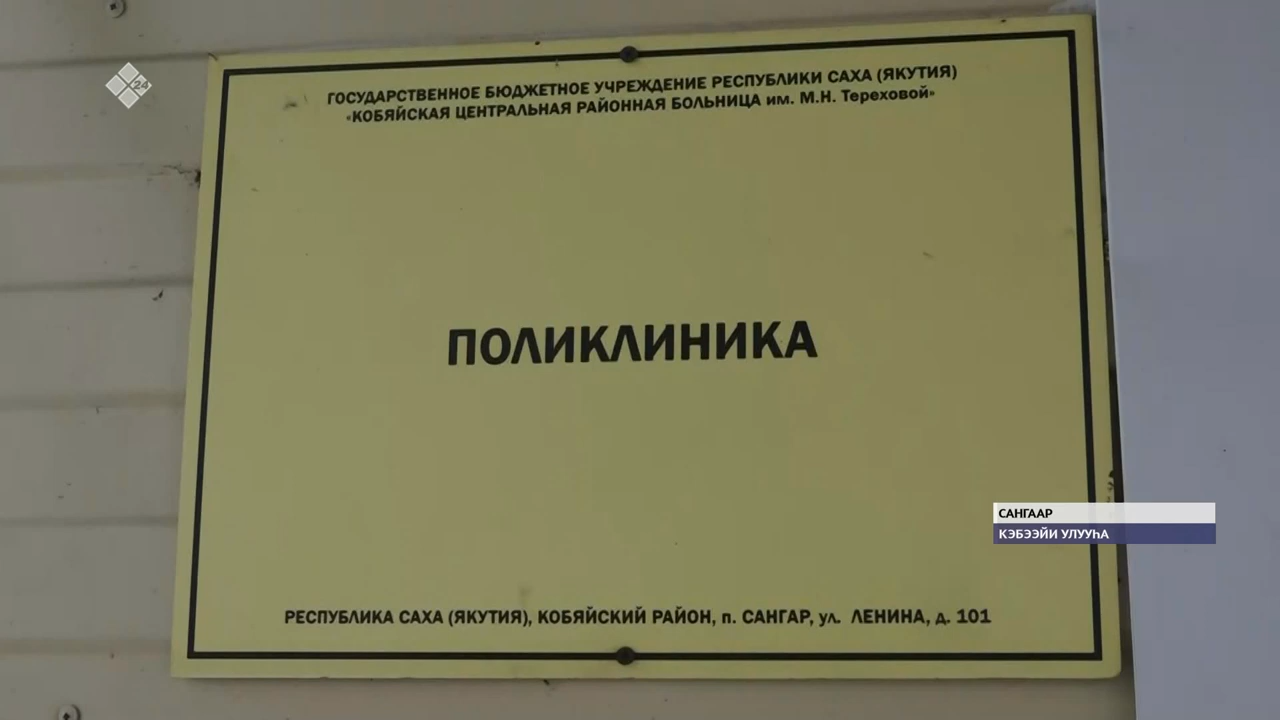 Х24
ГОСУДАРСТВЕННОЕ БЮДЖЕТНОЕ УЧРЕЖДЕНИЕ РЕСПУБЛИКИ САХА (ЯКУТИЯ)
«КОБЯЙСКАЯ ЦЕНТРАЛЬНАЯ РАЙОННАЯ БОЛЬНИЦА им. М.Н. Тереховой»
ПОЛИКЛИНИКА
САНГААР
КЭБЭЭЙИ УЛУУҺА
РЕСПУБЛИКА САХА (ЯКУТИЯ), КОБЯЙСКИЙ РАЙОН, п. САНГАР, ул. ЛЕНИНА, д. 101